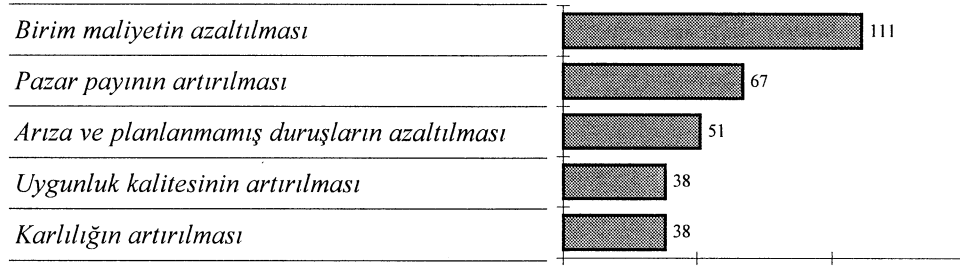 Birim maliyetin azaltılması 111
Pazar payının artırılması 67
Arıza ve planlanmamış duruşların azaltılması 51
Uygunluk kalitesinin artırılması 38
Karlılığın artırılması 38